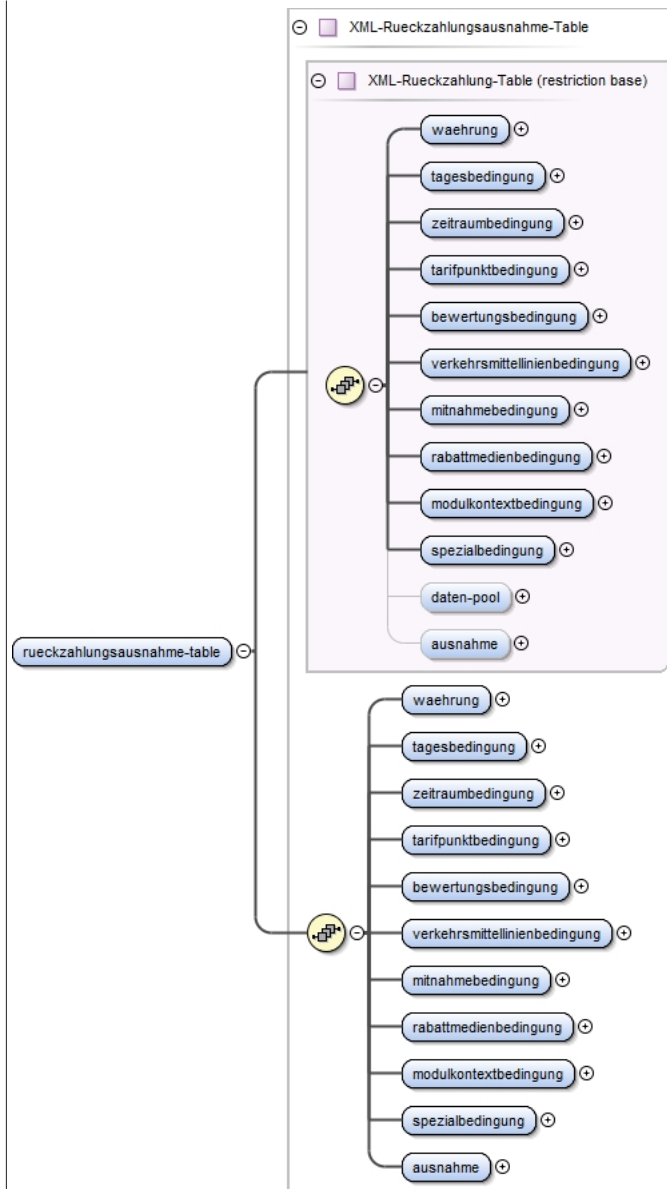 XML-Rueckzahlungsausnahme-Table
XML-Rueckzahlung-Table (restriction base)
waehrung
tagesbedingung
zeitraumbedingung
tarifpunktbedingung
bewertungsbedingung
verkehrsmittellinienbedingung
mitnahmebedingung
rabattmedienbedingung
modulkontextbedingung
spezialbedingung
daten-pool
ausnahme
rueckzahlungsausnahme-table
waehrung
tagesbedingung
zeitraumbedingung
tarifpunktbedingung
bewertungsbedingung
verkehrsmittellinienbedingung
mitnahmebedingung
rabattmedienbedingung
modulkontextbedingung
spezialbedingung
ausnahme